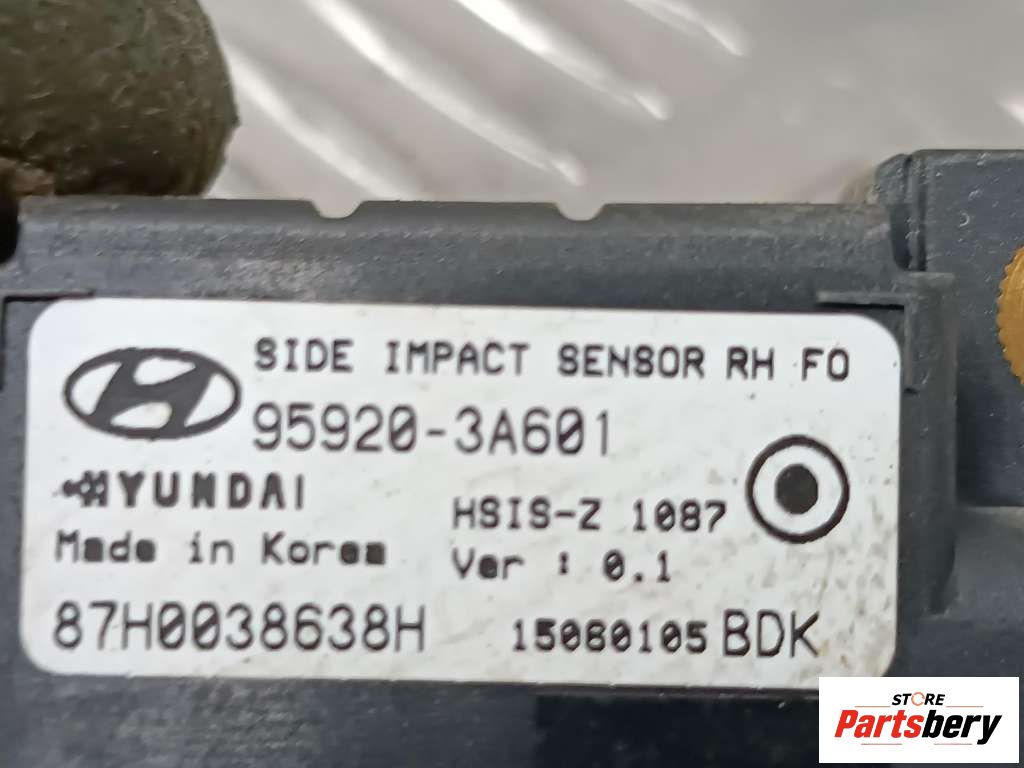 SIDE IMPACT SENSOR RH FO
95920-3A601
HYUNDAI
HSIS-Z 1087
Made in Korea
Ver : 0.1
87H0038638H
15060105 BDK
STORE
Partsbery